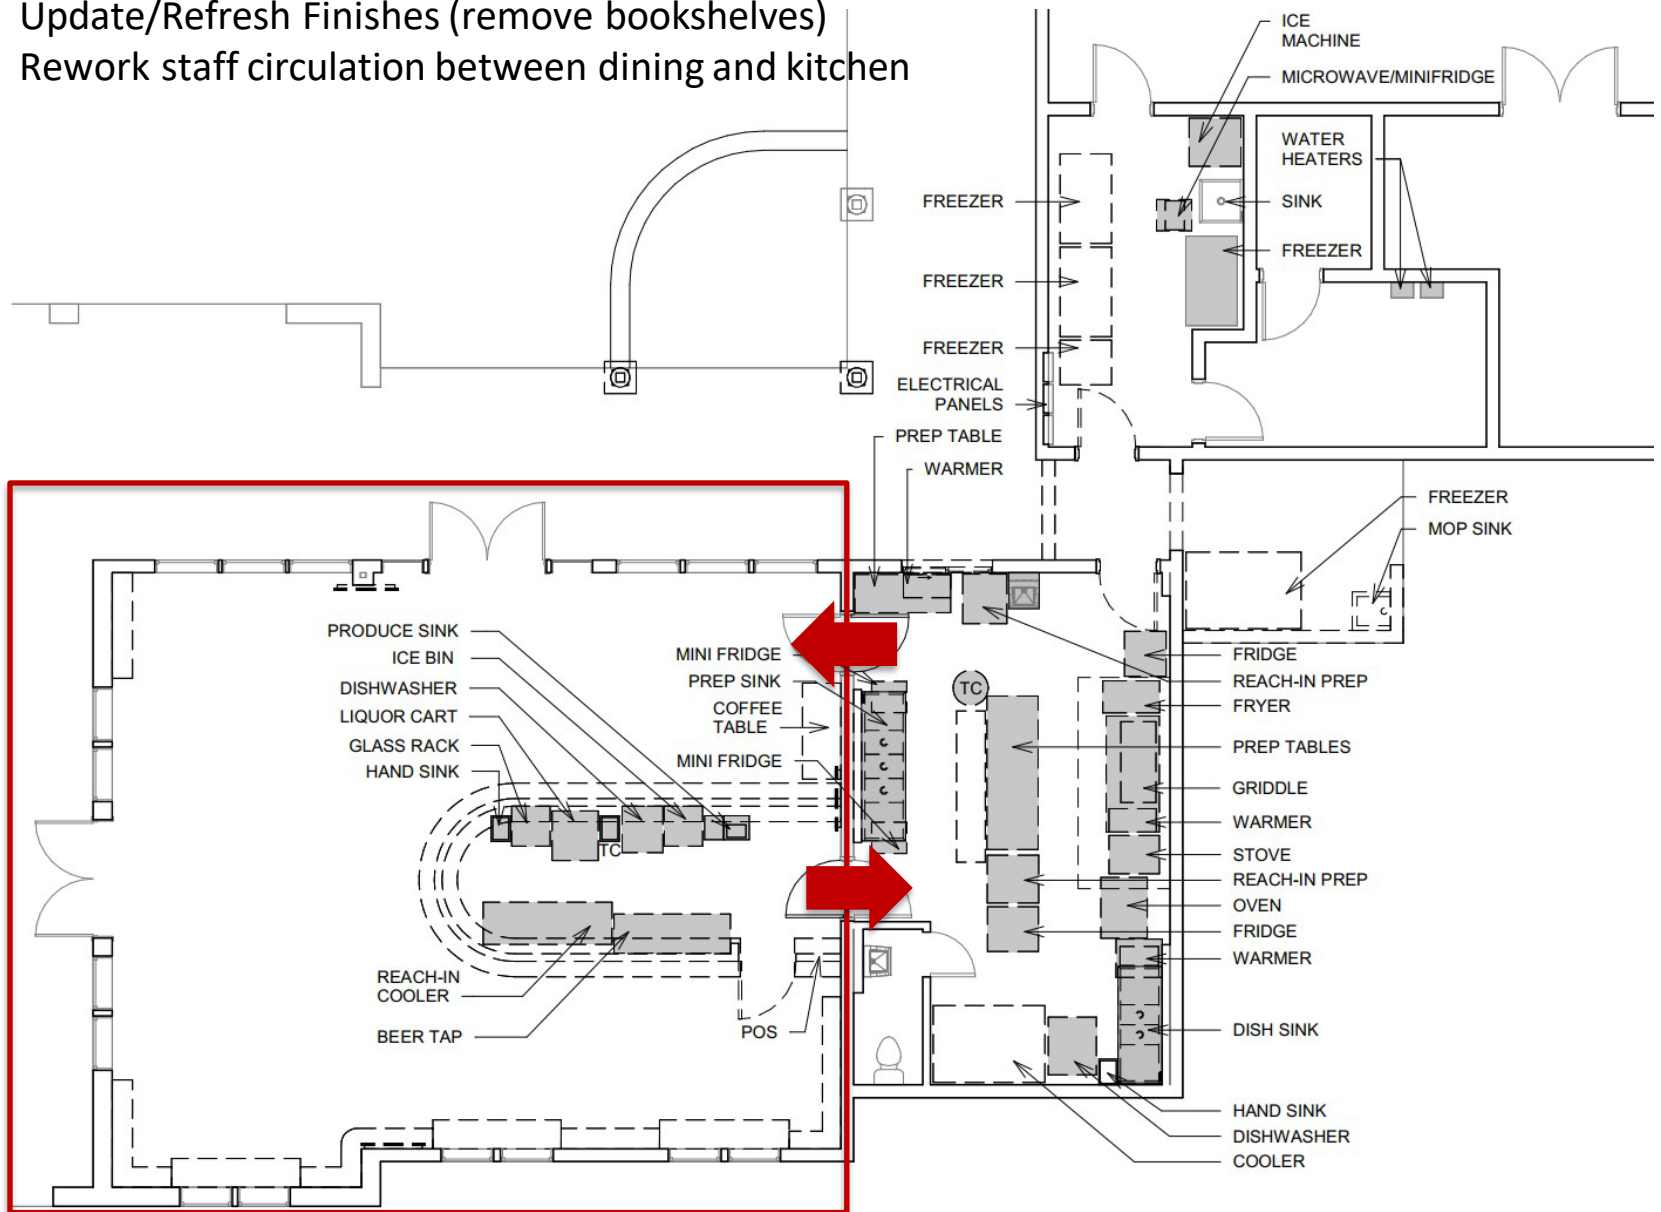 Update/Refresh Finishes (remove bookshelves)
Rework staff circulation between dining and kitchen
ICE
MACHINE
MICROWAVE/MINIFRIDGE
WATER
HEATERS
FREEZER
SINK
FREEZER
FREEZER
FREEZER
ELECTRICAL
PANELS
PREP TABLE
WARMER
FREEZER
MOP SINK
PRODUCE SINK
ICE BIN
DISHWASHER
LIQUOR CART
GLASS RACK
HAND SINK
MINI FRIDGE
PREP SINK
COFFEE
TABLE
MINI FRIDGE
TC
TC
REACH-IN
COOLER
BEER TAP
POS
FRIDGE
REACH-IN PREP
FRYER
PREP TABLES
GRIDDLE
WARMER
STOVE
REACH-IN PREP
OVEN
FRIDGE
WARMER
DISH SINK
HAND SINK
DISHWASHER
COOLER